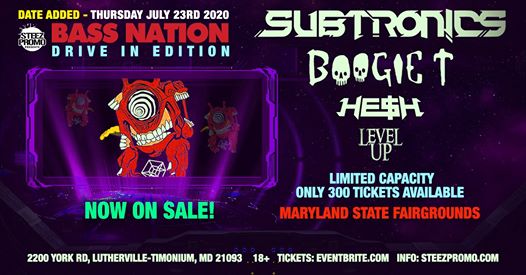 DATE ADDED - THURSDAY JULY 23RD 2020
STEEZ
PROMO
BASS NATION
DRIVE IN EDITION
SUBTRONICS
BOOGIE T
HE$H
LEVEL
UP
LIMITED CAPACITY
ONLY 300 TICKETS AVAILABLE
NOW ON SALE!
MARYLAND STATE FAIRGROUNDS
2200 YORK RD, LUTHERVILLE-TIMONIUM, MD 21093 · 18+ · TICKETS: EVENTBRITE.COM · INFO: STEEZPROMO.COM